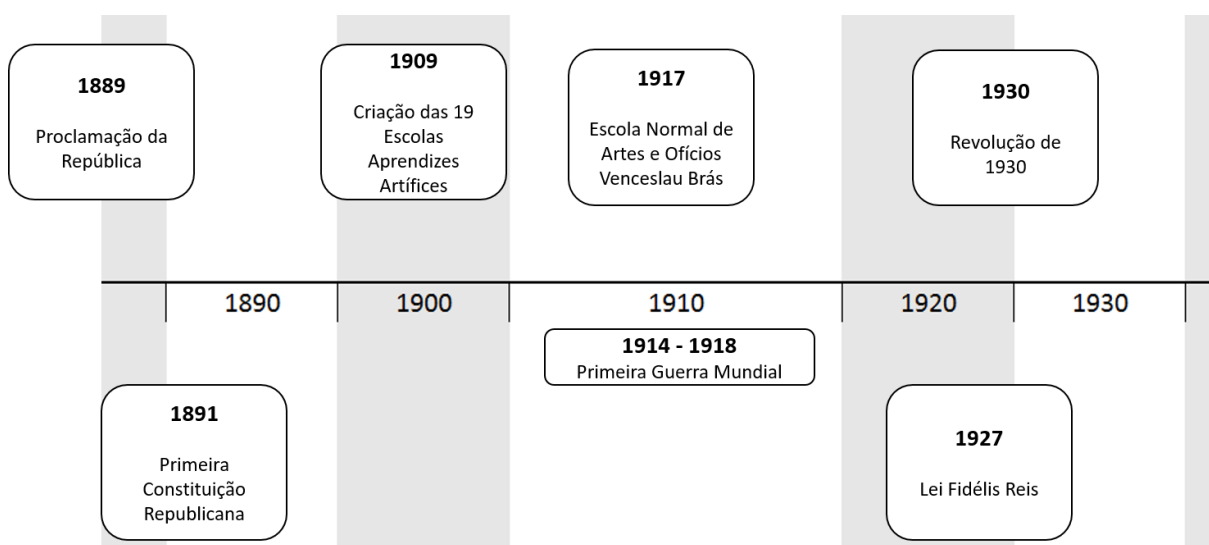 1889
Proclamação da
República
1909
Criação das 19
Escolas
Aprendizes
Artífices
1917
Escola Normal de
Artes e Ofícios
Venceslau Brás
1930
Revolução de
1930
1890
1900
1910
1920
1930
1914 - 1918
Primeira Guerra Mundial
1891
Primeira
Constituição
Republicana
1927
Lei Fidélis Reis